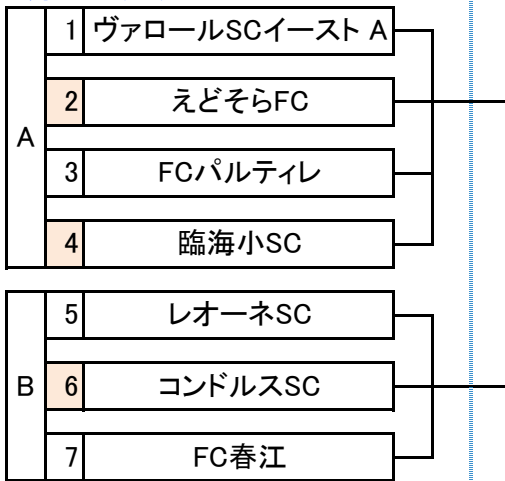 A
1 ヴァロールSCイースト A
2 えどそらFC
3 FCパルティレ
4 臨海小SC
B
5 レオーネSC
6 コンドルスSC
7 FC春江